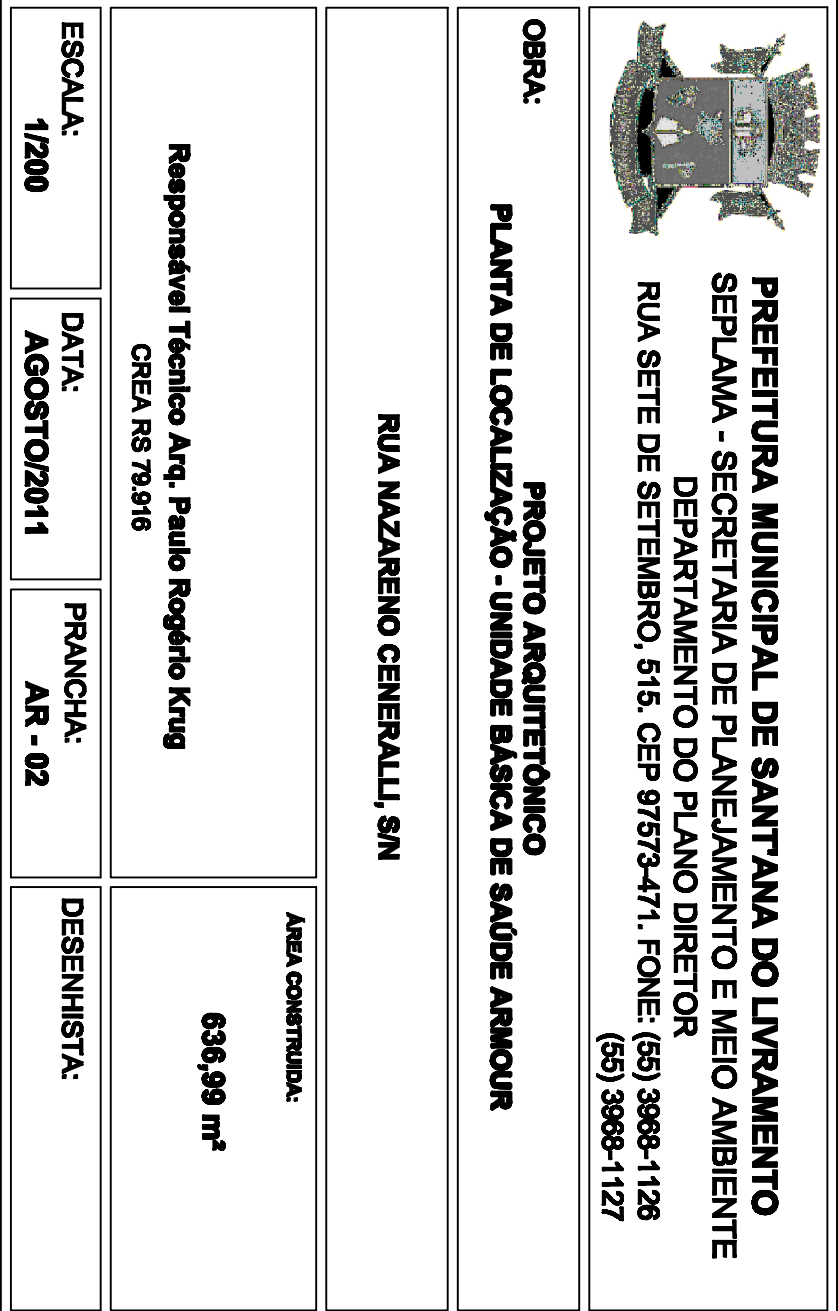 PREFEITURA MUNICIPAL DE SANT'ANA DO LIVRAMENTO
SEPLAMA - SECRETARIA DE PLANEJAMENTO E MEIO AMBIENTE
DEPARTAMENTO DO PLANO DIRETOR
RUA SETE DE SETEMBRO, 515. CEP 97573-471. FONE: (55) 3968-1126
(55) 3968-1127
OBRA:
PROJETO ARQUITETÔNICO
PLANTA DE LOCALIZAÇÃO - UNIDADE BÁSICA DE SAÚDE ARMOUR
RUA NAZARENO CENERALLI, S/N
Responsável Técnico Arq. Paulo Rogério Krug
CREA RS 79.916
ÁREA CONSTRUIDA:
636,99 m²
ESCALA:
1/200
DATA:
AGOSTO/2011
PRANCHA:
AR - 02
DESENHISTA: